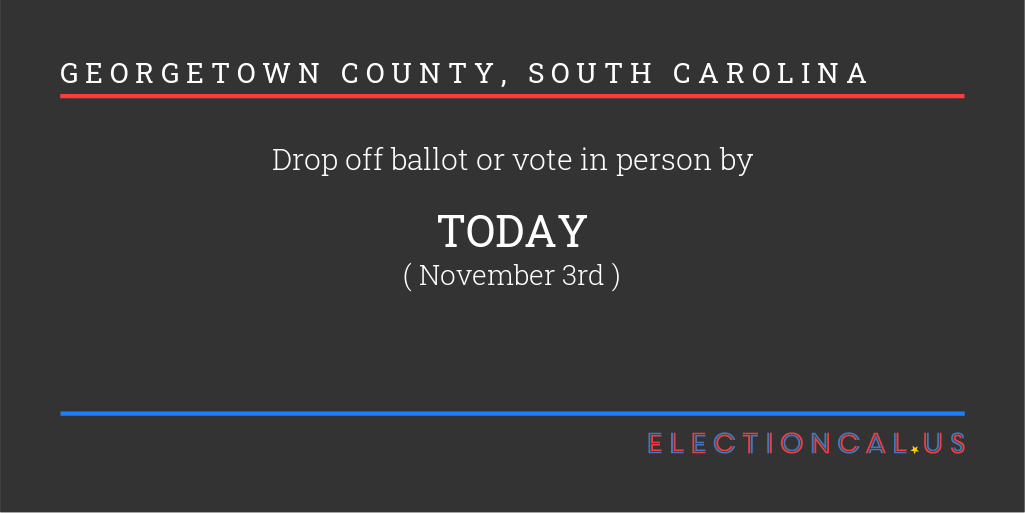 GEORGETOWN COUNTY, SOUTH CAROLINA
Drop off ballot or vote in person by
TODAY
( November 3rd )
ELECTIONCAL.US